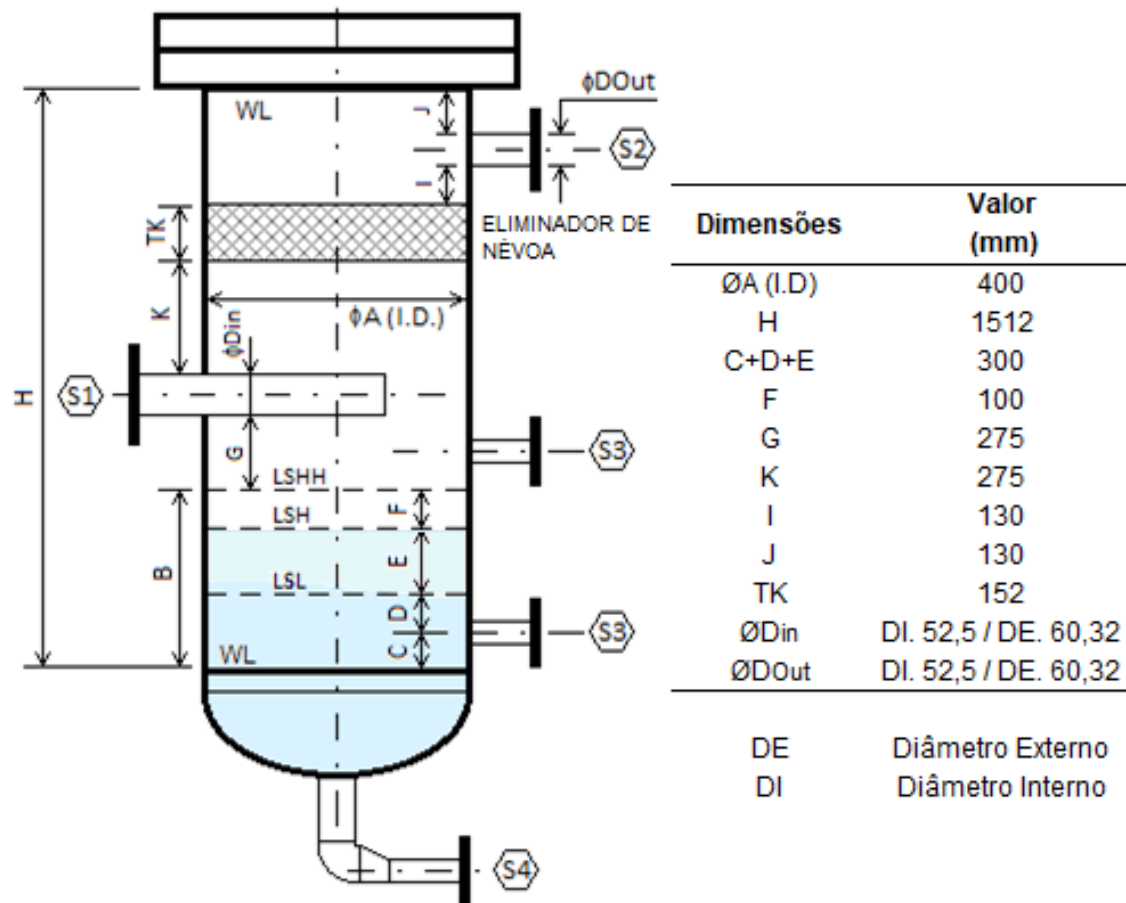 ϕDOut
WL
J
S2
I
ELIMINADOR DE
NÉVOA
TK
K
ϕA (I.D.)
ϕDin
H
S1
G
S3
LSHH
F
LSH
B
E
LSL
D
S3
C
WL
S4
Dimensões Valor (mm)
ØA (I.D) 400
H 1512
C+D+E 300
F 100
G 275
K 275
I 130
J 130
TK 152
ØDin DI. 52,5 / DE. 60,32
ØDOut DI. 52,5 / DE. 60,32
DE Diâmetro Externo
DI Diâmetro Interno